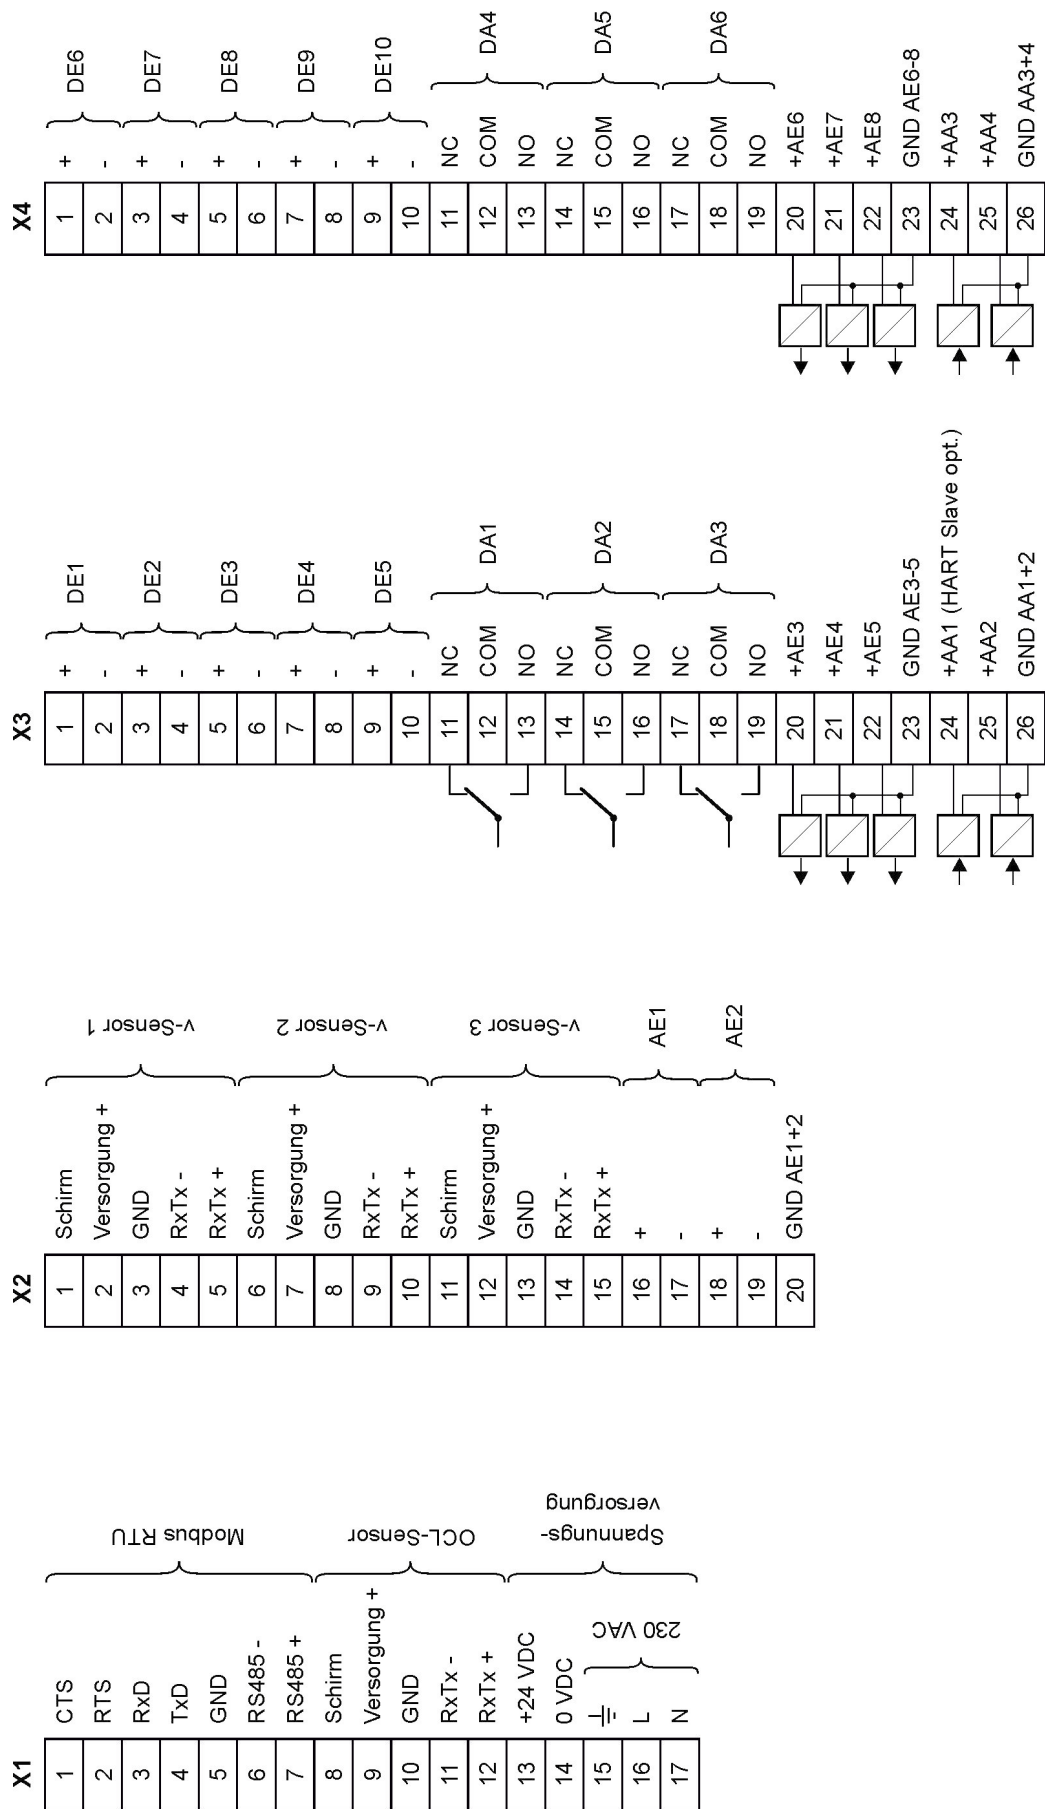 X1
1 CTS
2 RTS
3 RxD
4 TxD
5 GND
6 RS485 -
7 RS485 +
Modbus RTU
8 Schirm
9 Versorgung +
10 GND
11 RxTx -
12 RxTx +
OCL-Sensor
13 +24 VDC
14 0 VDC
15
16 L
17 N
230 VAC
Spannungs-
versorgung
X2
1 Schirm
2 Versorgung +
3 GND
4 RxTx -
5 RxTx +
v-Sensor 1
6 Schirm
7 Versorgung +
8 GND
9 RxTx -
10 RxTx +
v-Sensor 2
11 Schirm
12 Versorgung +
13 GND
14 RxTx -
15 RxTx +
v-Sensor 3
16 +
17 -
AE1
18 +
19 -
AE2
20 GND AE1+2
X3
1 +
2 -
DE1
3 +
4 -
DE2
5 +
6 -
DE3
7 +
8 -
DE4
9 +
10 -
DE5
11 NC
12 COM
13 NO
DA1
14 NC
15 COM
16 NO
DA2
17 NC
18 COM
19 NO
DA3
20 +AE3
21 +AE4
22 +AE5
23 GND AE3-5
24 +AA1 (HART Slave opt.)
25 +AA2
26 GND AA1+2
X4
1 +
2 -
DE6
3 +
4 -
DE7
5 +
6 -
DE8
7 +
8 -
DE9
9 +
10 -
DE10
11 NC
12 COM
13 NO
DA4
14 NC
15 COM
16 NO
DA5
17 NC
18 COM
19 NO
DA6
20 +AE6
21 +AE7
22 +AE8
23 GND AE6-8
24 +AA3
25 +AA4
26 GND AA3+4